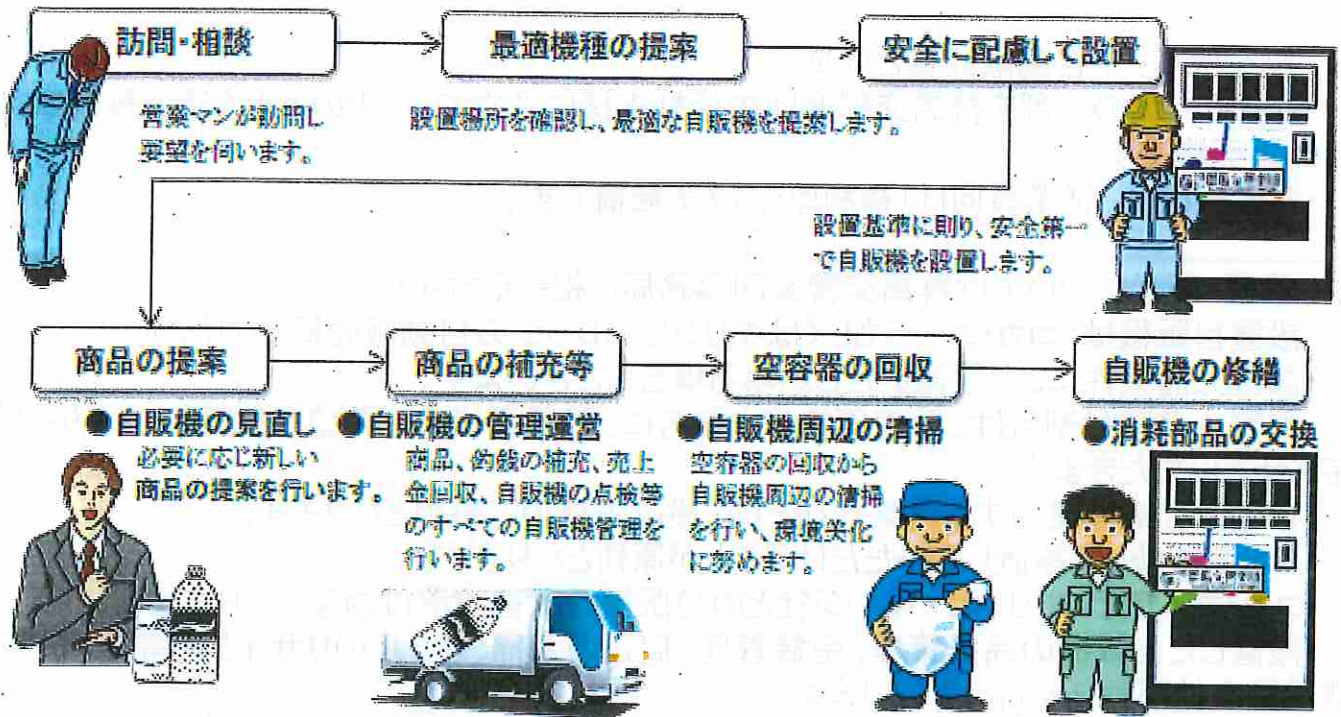 訪問・相談
最適機種の提案
安全に配慮して設置
営業マンが訪問し
要望を伺います。
設置場所を確認し、最適な自販機を提案します。
設置基準に則り、安全第一
で自販機を設置します。
商品の提案
商品の補充等
空容器の回収
自販機の修繕
●自販機の見直し
必要に応じ新しい
商品の提案を行います。
●自販機の管理運営
商品、釣銭の補充、売上
金回収、自販機の点検等
のすべての自販機管理を
行います。
●自販機周辺の清掃
空容器の回収から
自販機周辺の清掃
を行い、環境美化
に努めます。
●消耗部品の交換